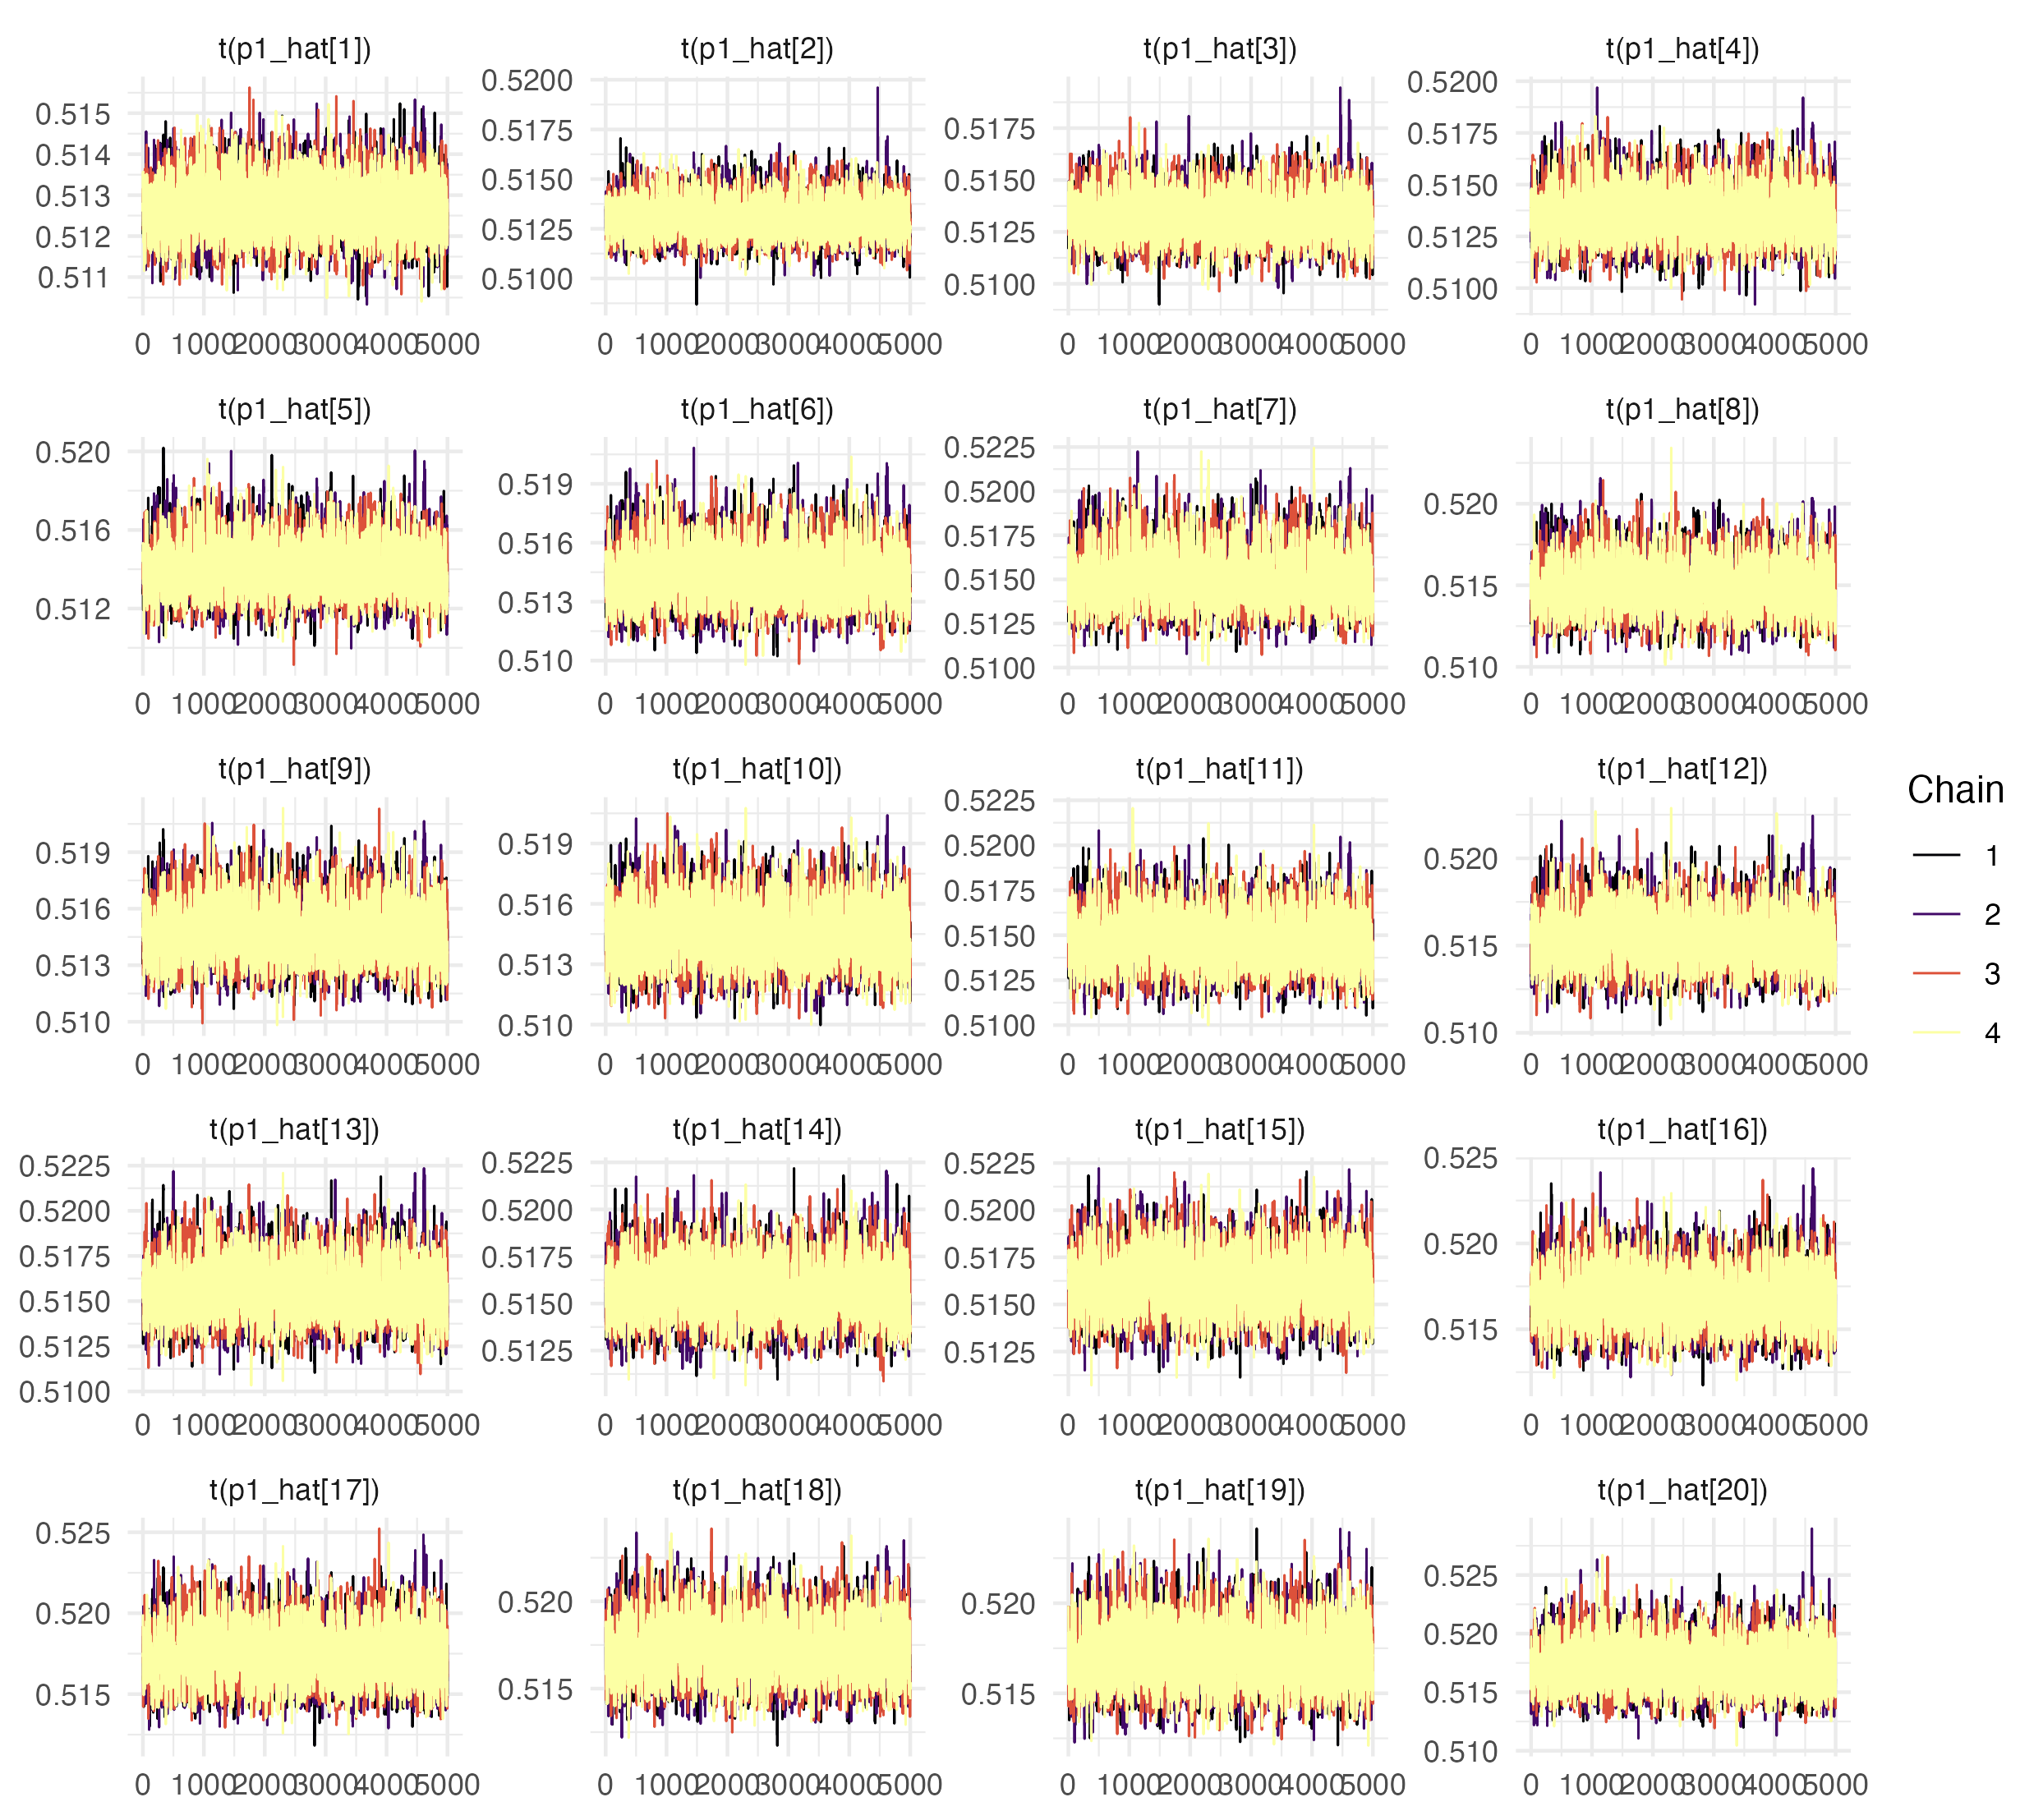 t(p1_hat[1]) t(p1_hat[2]) t(p1_hat[3]) t(p1_hat[4])
0.515 0.514 0.513 0.512 0.511
0.5200 0.5175 0.5150 0.5125 0.5100
0.5175 0.5150 0.5125 0.5100
0.5200 0.5175 0.5150 0.5125 0.5100
0 1000 2000 3000 4000 5000 0 1000 2000 3000 4000 5000 0 1000 2000 3000 4000 5000 0 1000 2000 3000 4000 5000
t(p1_hat[5]) t(p1_hat[6]) t(p1_hat[7]) t(p1_hat[8])
0.520 0.516 0.512
0.519 0.516 0.513 0.510
0.5225 0.5200 0.5175 0.5150 0.5125 0.5100
0.520 0.515 0.510
0 1000 2000 3000 4000 5000 0 1000 2000 3000 4000 5000 0 1000 2000 3000 4000 5000 0 1000 2000 3000 4000 5000
t(p1_hat[9]) t(p1_hat[10]) t(p1_hat[11]) t(p1_hat[12])
0.519 0.516 0.513 0.510
0.519 0.516 0.513 0.510
0.5225 0.5200 0.5175 0.5150 0.5125 0.5100
0.520 0.515 0.510
0 1000 2000 3000 4000 5000 0 1000 2000 3000 4000 5000 0 1000 2000 3000 4000 5000 0 1000 2000 3000 4000 5000
t(p1_hat[13]) t(p1_hat[14]) t(p1_hat[15]) t(p1_hat[16])
0.5225 0.5200 0.5175 0.5150 0.5125 0.5100
0.5225 0.5200 0.5175 0.5150 0.5125
0.5225 0.5200 0.5175 0.5150 0.5125
0.525 0.520 0.515
0 1000 2000 3000 4000 5000 0 1000 2000 3000 4000 5000 0 1000 2000 3000 4000 5000 0 1000 2000 3000 4000 5000
t(p1_hat[17]) t(p1_hat[18]) t(p1_hat[19]) t(p1_hat[20])
0.525 0.520 0.515
0.520 0.515
0.520 0.515
0.525 0.520 0.515 0.510
0 1000 2000 3000 4000 5000 0 1000 2000 3000 4000 5000 0 1000 2000 3000 4000 5000 0 1000 2000 3000 4000 5000
Chain
1
2
3
4